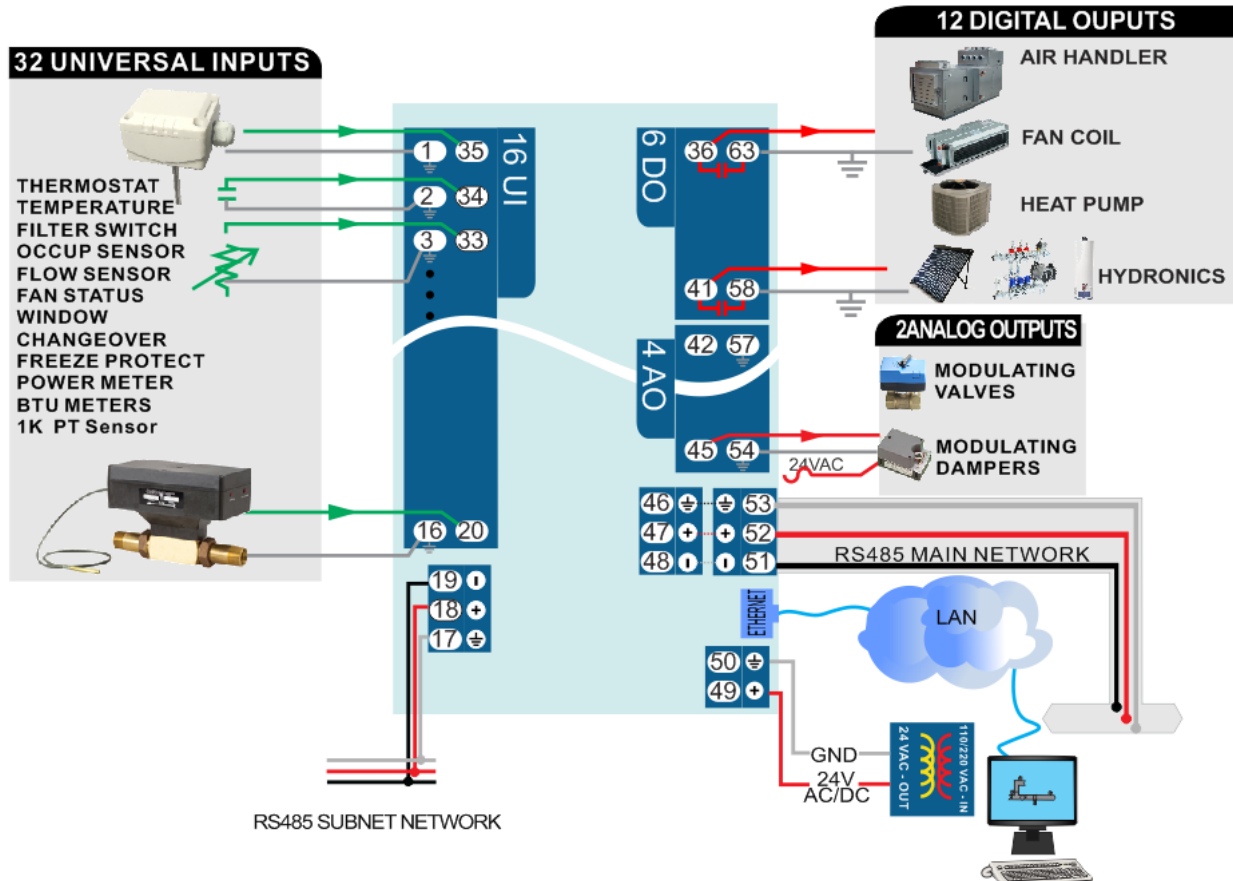 32 UNIVERSAL INPUTS
THERMOSTAT
TEMPERATURE
FILTER SWITCH
OCCUP SENSOR
FLOW SENSOR
FAN STATUS
WINDOW
CHANGEOVER
FREEZE PROTECT
POWER METER
BTU METERS
1K PT Sensor
16 UI
1 35
2 34
3 33
16 20
19
18 +
17
RS485 SUBNET NETWORK
6 DO
36 63
41 58
4 AO
42 57
45 54
46 53
47 + + 52
48 51
ETHERNET
50
49 +
12 DIGITAL OUPUTS
AIR HANDLER
FAN COIL
HEAT PUMP
HYDRONICS
2ANALOG OUTPUTS
MODULATING
VALVES
MODULATING
DAMPERS
24VAC
RS485 MAIN NETWORK
LAN
GND
24V
AC/DC
24 VAC - OUT
110/220 VAC - IN